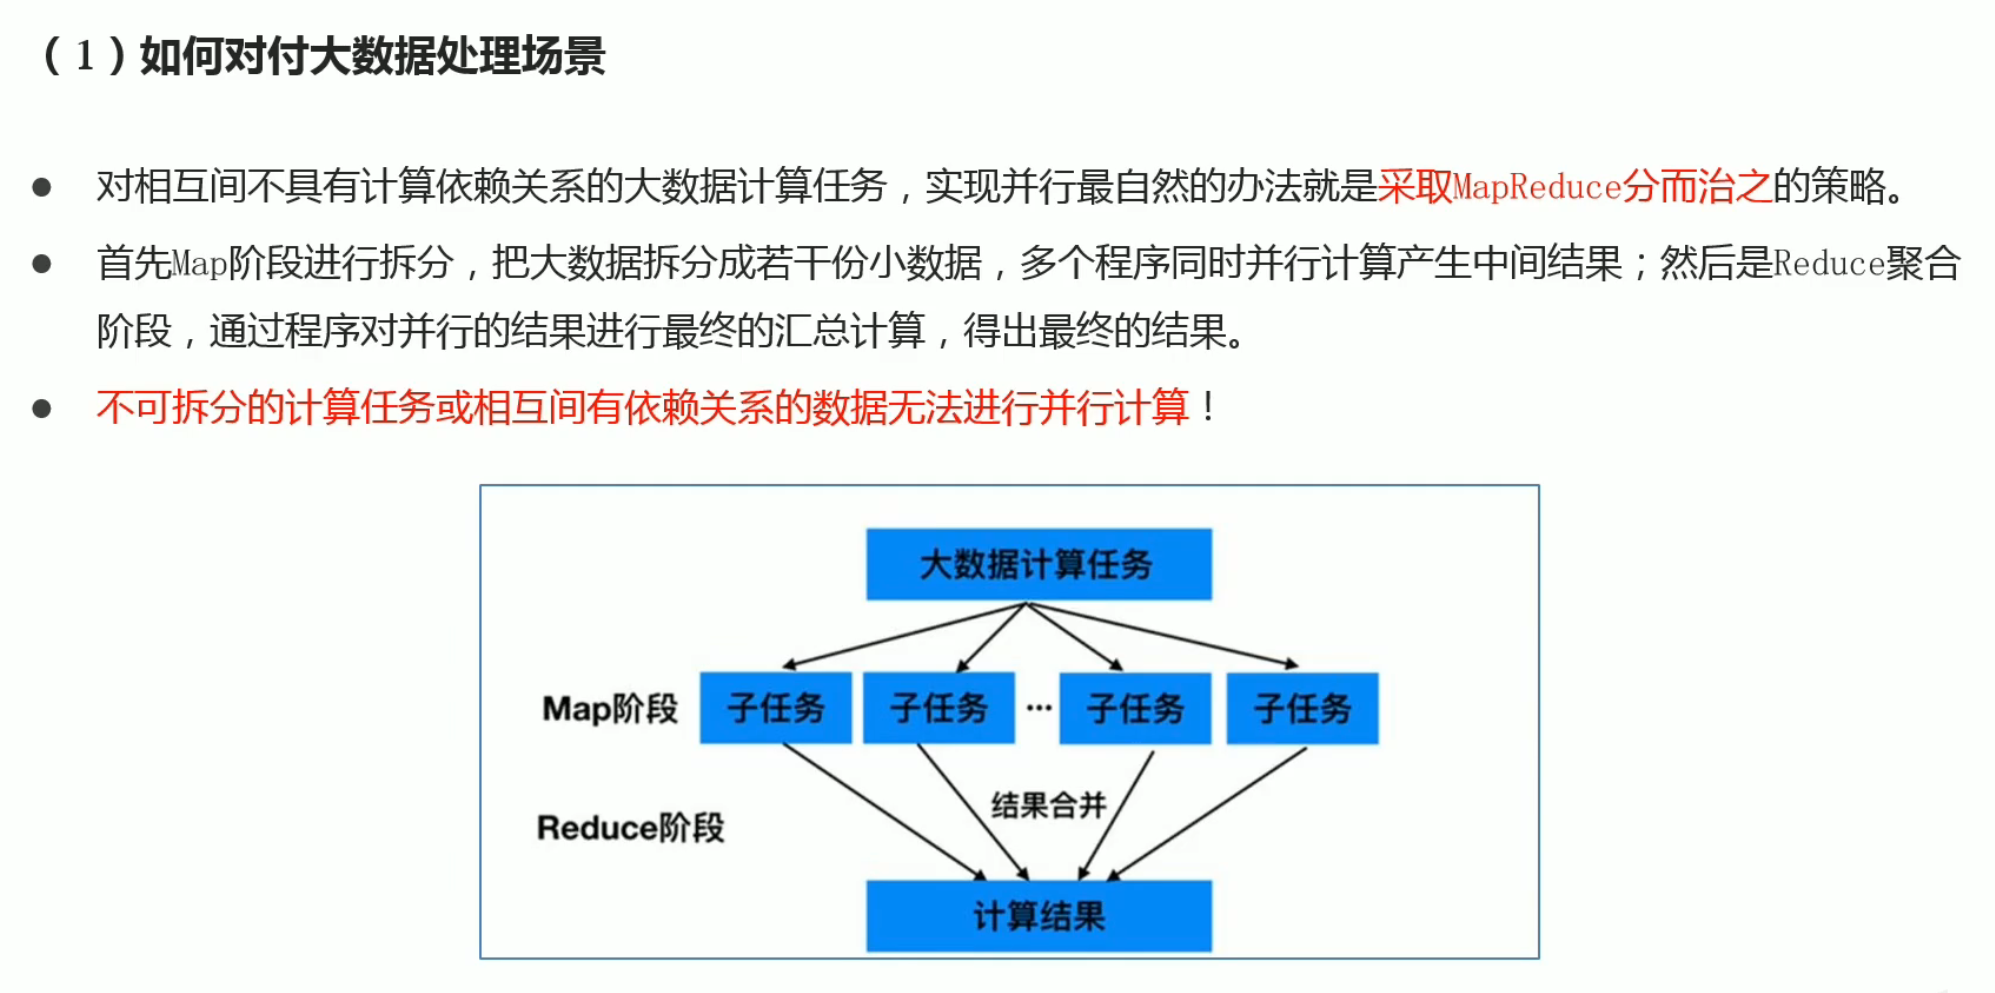 （1）如何对付大数据处理场景
● 对相互间不具有计算依赖关系的大数据计算任务，实现并行最自然的办法就是采取MapReduce分而治之的策略。
● 首先Map阶段进行拆分，把大数据拆分成若干份小数据，多个程序同时并行计算产生中间结果；然后是Reduce聚合
阶段，通过程序对并行的结果进行最终的汇总计算，得出最终的结果。
● 不可拆分的计算任务或相互间有依赖关系的数据无法进行并行计算！
大数据计算任务
Map阶段 子任务 子任务 ··· 子任务 子任务
结果合并
Reduce阶段
计算结果